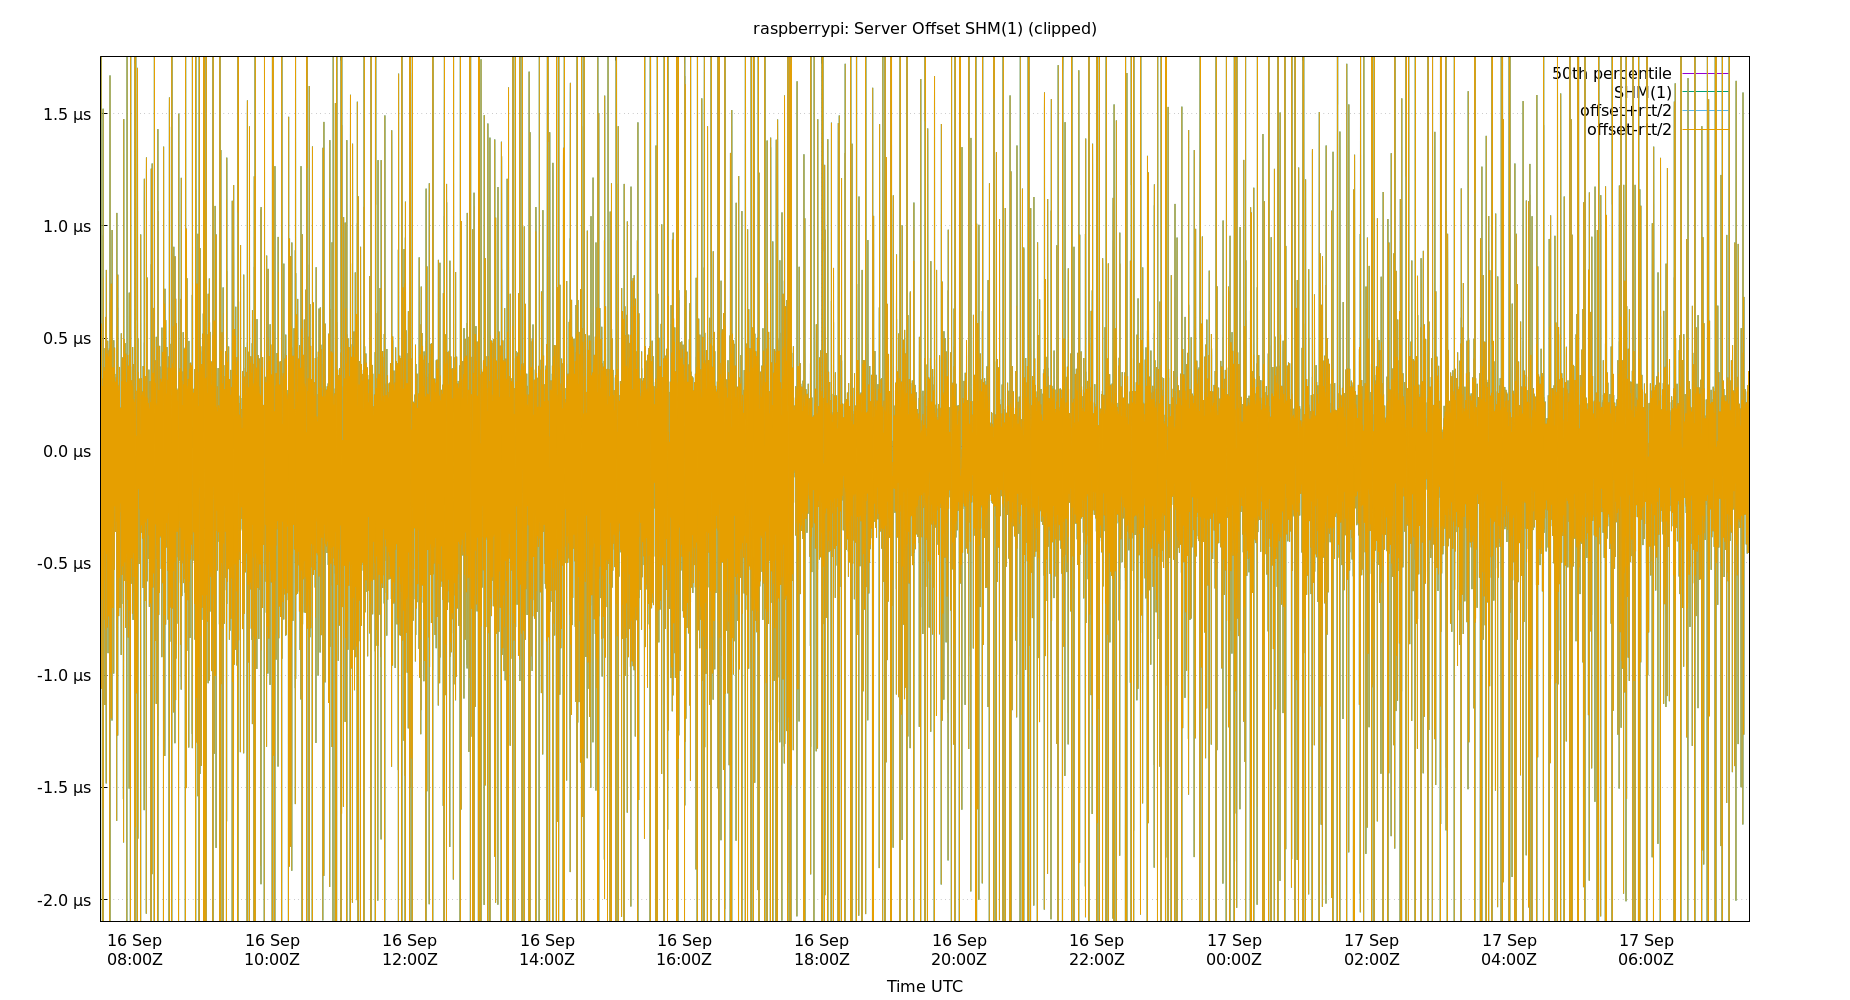 raspberrypi: Server Offset SHM(1) (clipped)
50th percentile
SHM(1)
offset+rtt/2
offset-rtt/2
1.5 µs
1.0 µs
0.5 µs
0.0 µs
-0.5 µs
-1.0 µs
-1.5 µs
-2.0 µs
16 Sep 16 Sep 16 Sep 16 Sep 16 Sep 16 Sep 16 Sep 16 Sep 17 Sep 17 Sep 17 Sep 17 Sep
08:00Z 10:00Z 12:00Z 14:00Z 16:00Z 18:00Z 20:00Z 22:00Z 00:00Z 02:00Z 04:00Z 06:00Z
Time UTC